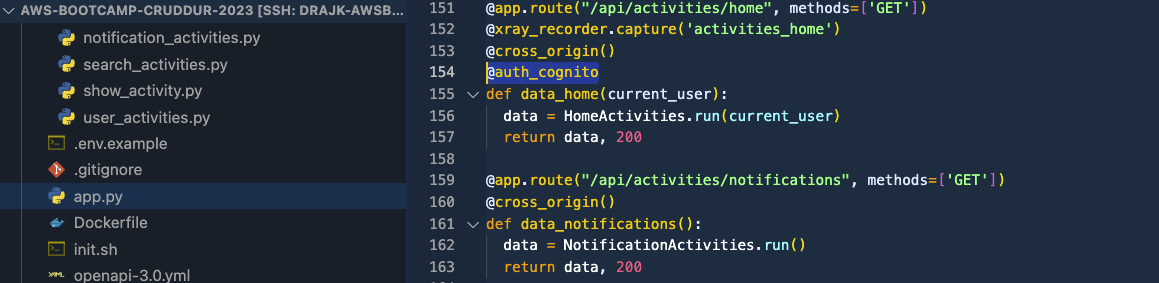 AWS-BOOTCAMP-CRUDDUR-2023 [SSH: DRAJK-AWSB...
notification_activities.py
search_activities.py
show_activity.py
user_activities.py
.env.example
.gitignore
app.py
Dockerfile
init.sh
openapi-3.0.yml
151 @app.route("/api/activities/home", methods=['GET'])
152 @xray_recorder.capture('activities_home')
153 @cross_origin()
154 @auth_cognito
155 def data_home(current_user):
156 data = HomeActivities.run(current_user)
157 return data, 200
158
159 @app.route("/api/activities/notifications", methods=['GET'])
160 @cross_origin()
161 def data_notifications():
162 data = NotificationActivities.run()
163 return data, 200